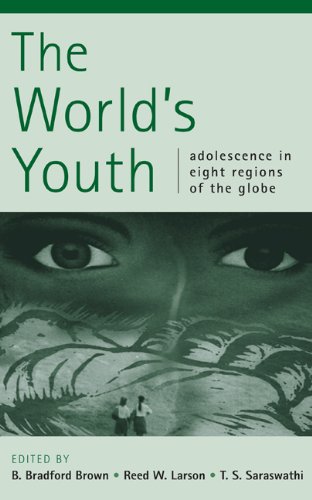 The
World's
Youth
adolescence in
eight regions
of the globe
EDITED BY
B. Bradford Brown • Reed W. Larson • T. S. Saraswathi